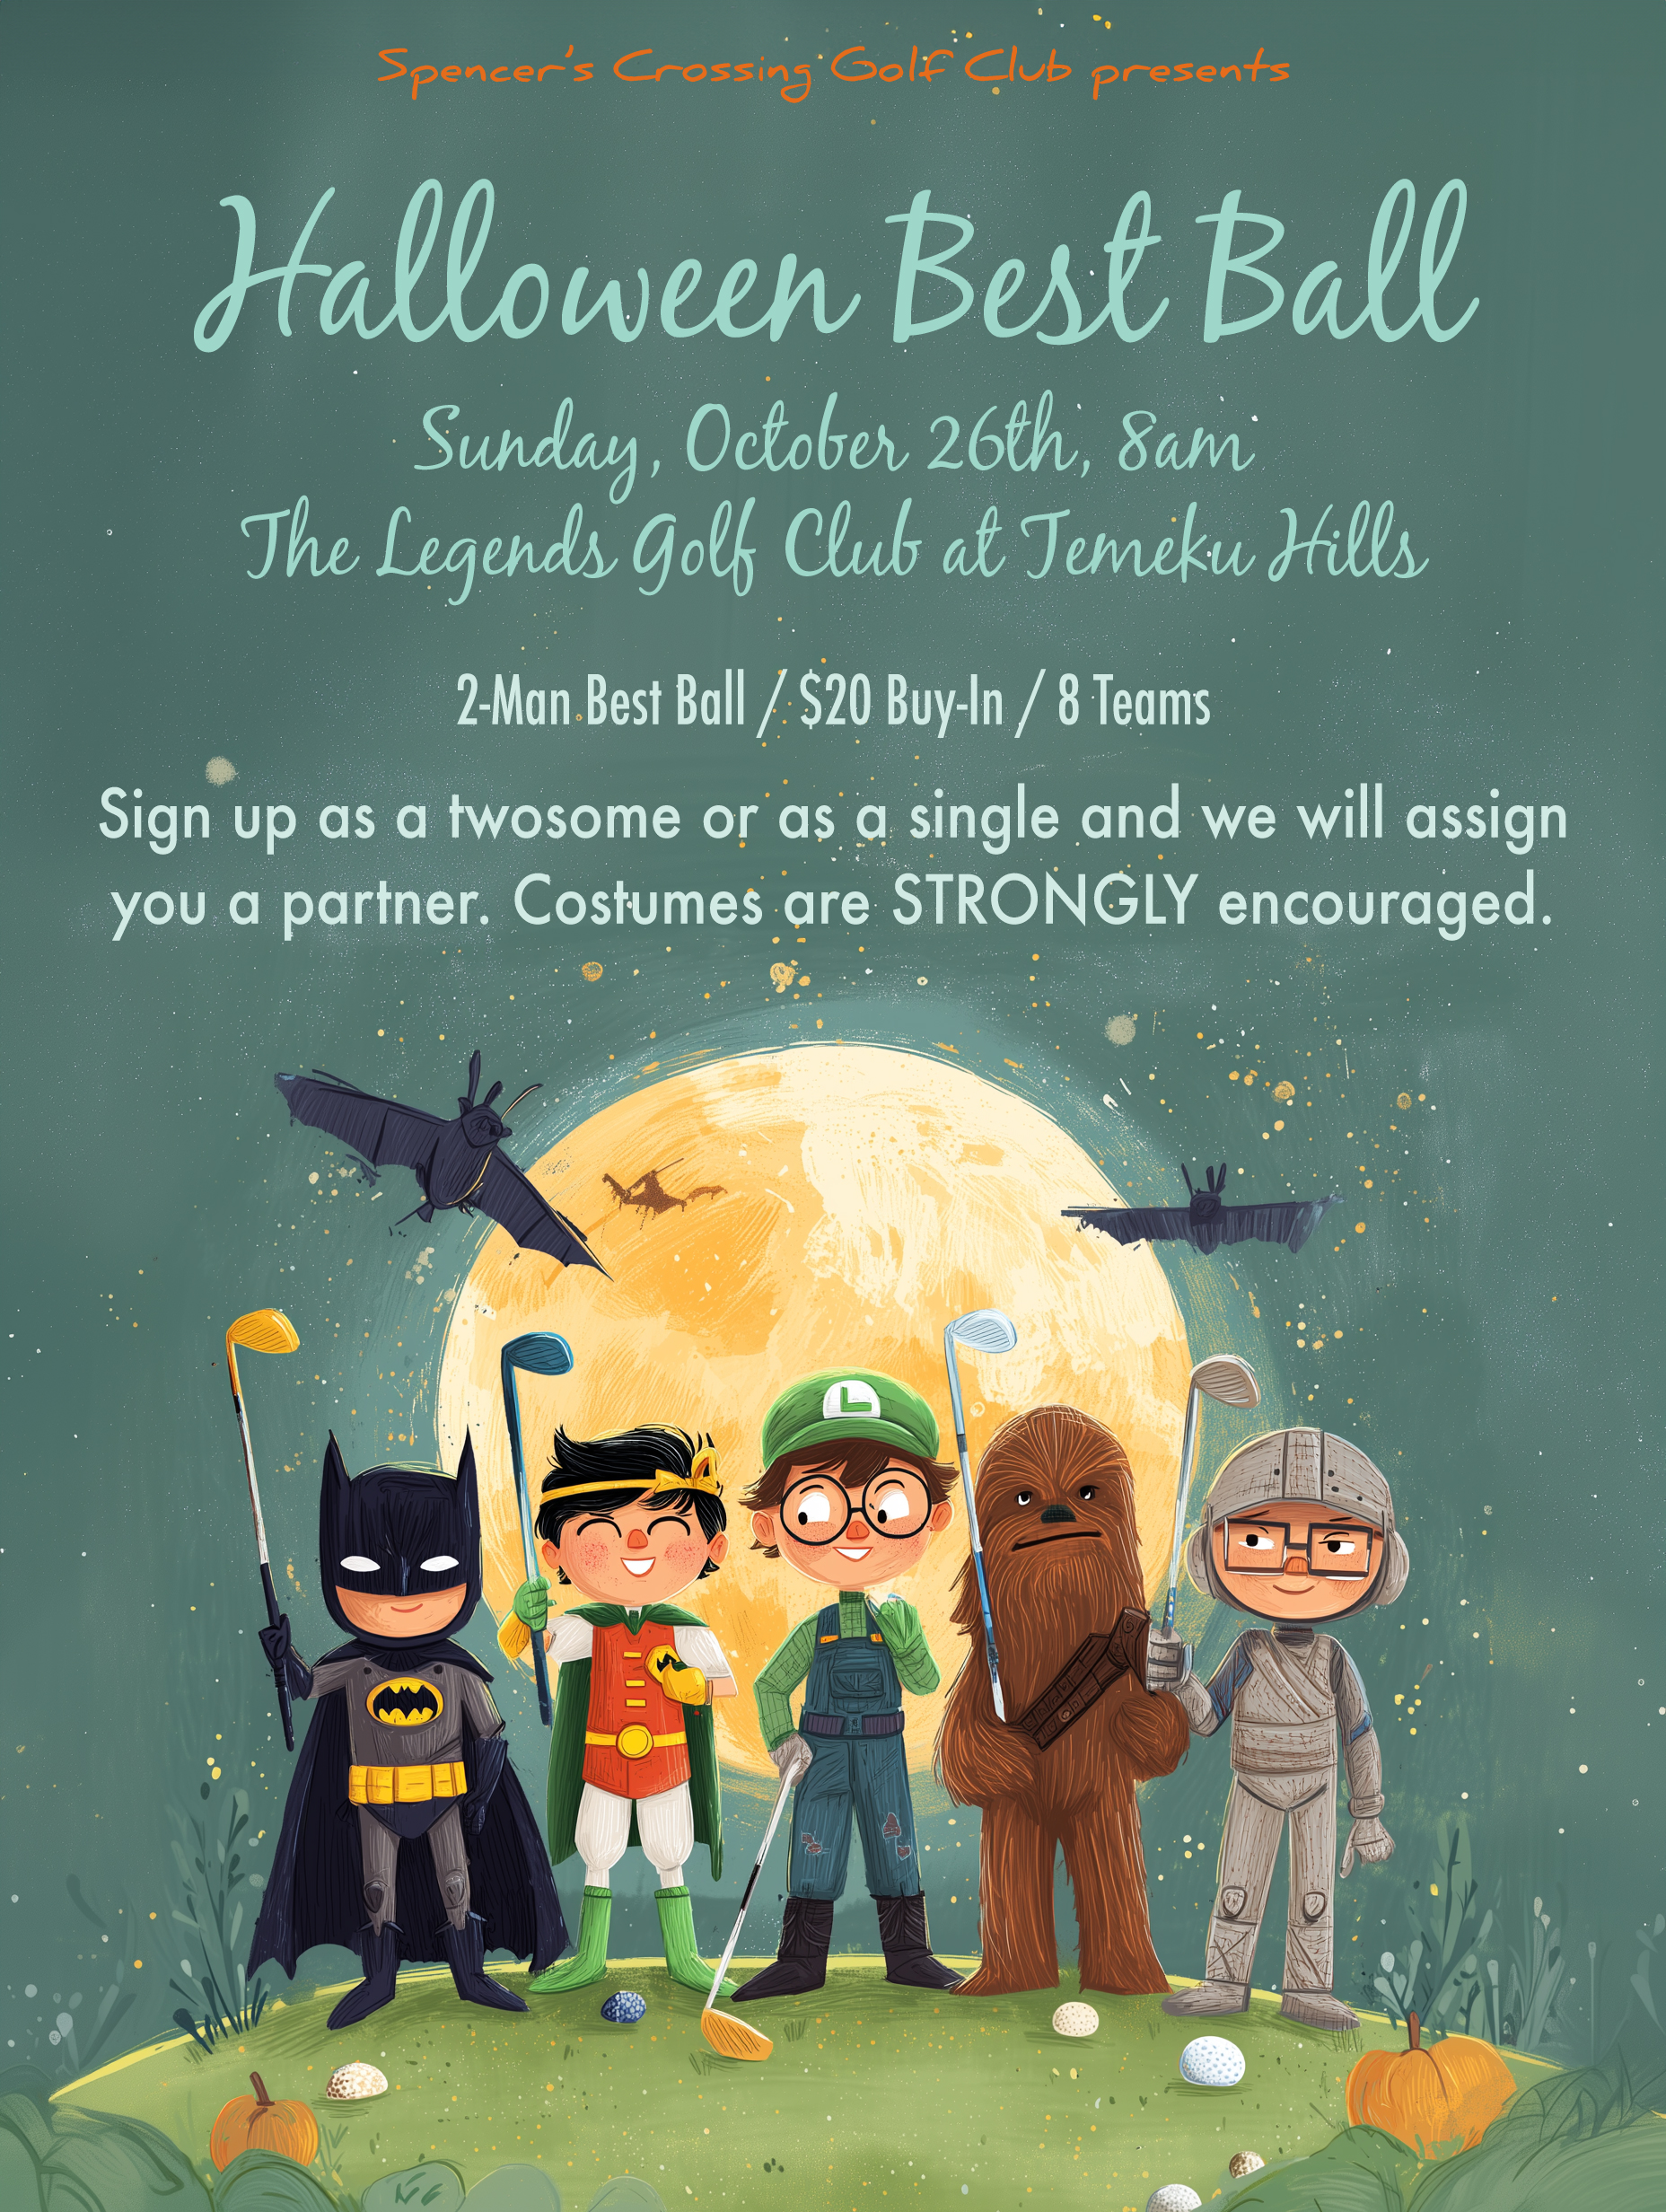 Spencer's Crossing Golf Club presents
Halloween Best Ball
Sunday, October 26th, 8am
The Legends Golf Club at Temeku Hills
2-Man Best Ball / $20 Buy-In / 8 Teams
Sign up as a twosome or as a single and we will assign
you a partner. Costumes are STRONGLY encouraged.
L